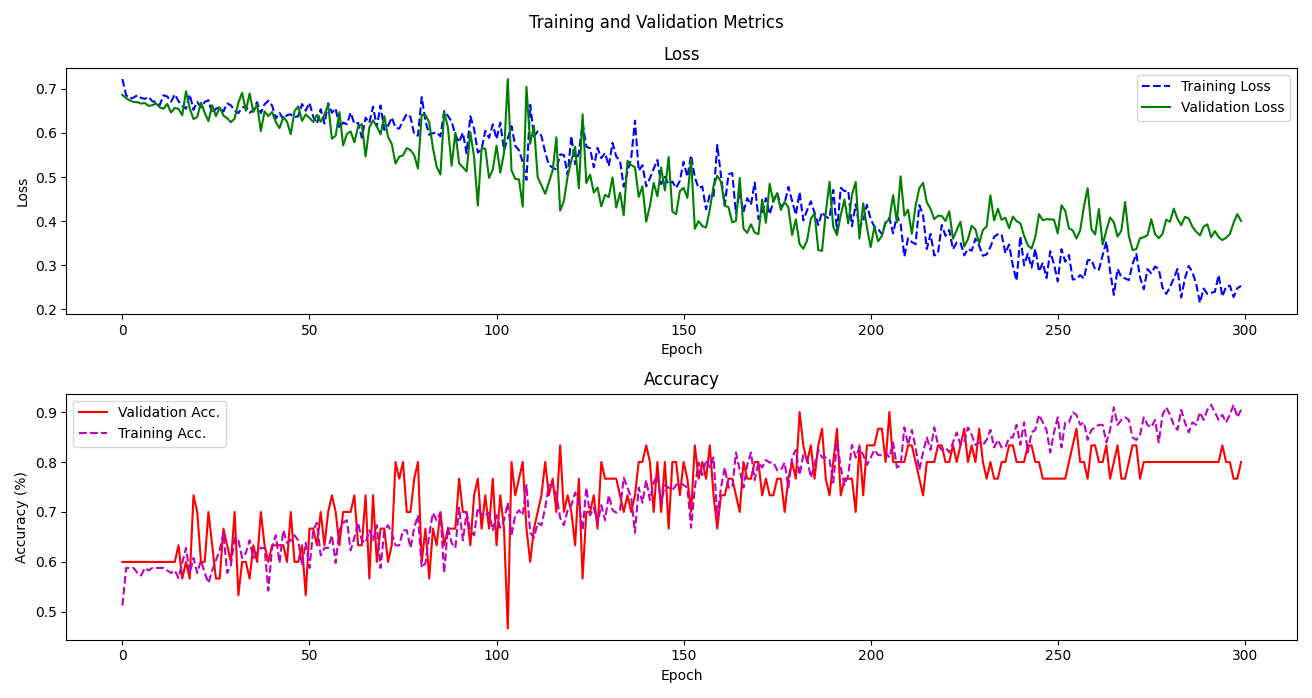 Training and Validation Metrics
Loss
0.7
0.6
0.5
0.4
0.3
0.2
Loss
Training Loss
Validation Loss
0 50 100 150 200 250 300
Epoch
Accuracy
0.9
0.8
0.7
0.6
0.5
Accuracy (%)
Validation Acc.
Training Acc.
0 50 100 150 200 250 300
Epoch